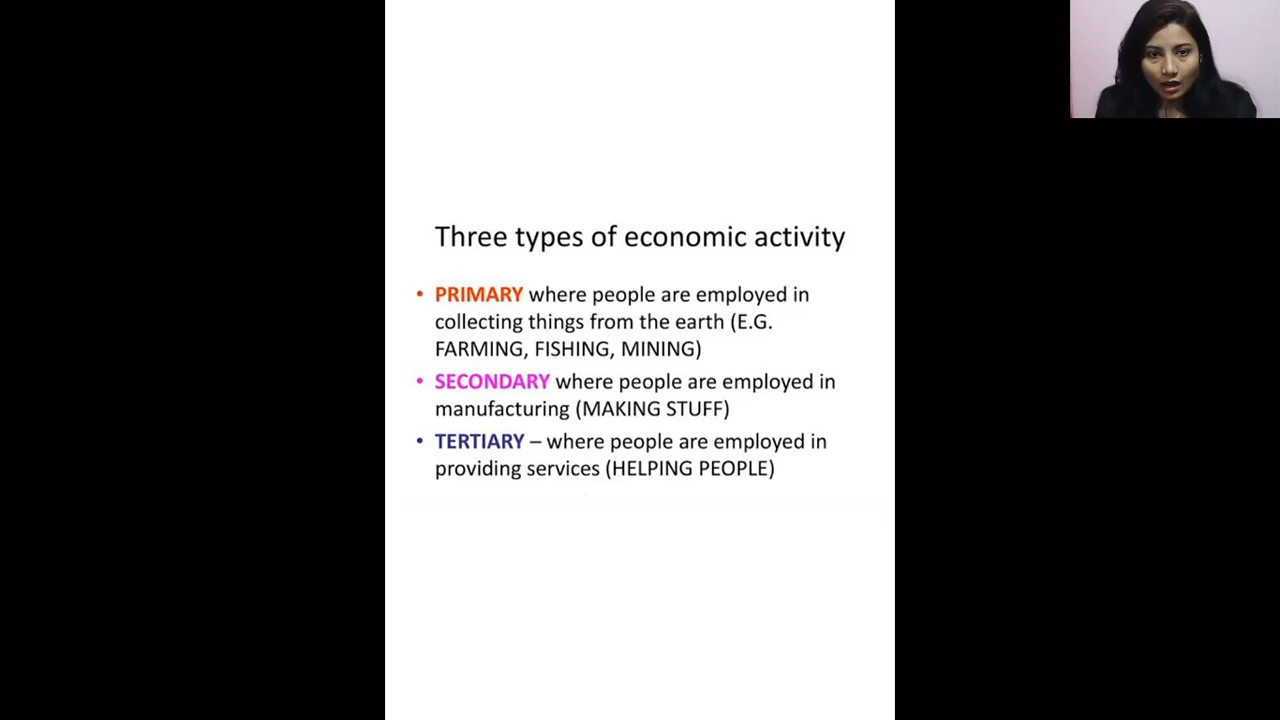 Three types of economic activity
• PRIMARY where people are employed in
collecting things from the earth (E.G.
FARMING, FISHING, MINING)
• SECONDARY where people are employed in
manufacturing (MAKING STUFF)
• TERTIARY – where people are employed in
providing services (HELPING PEOPLE)